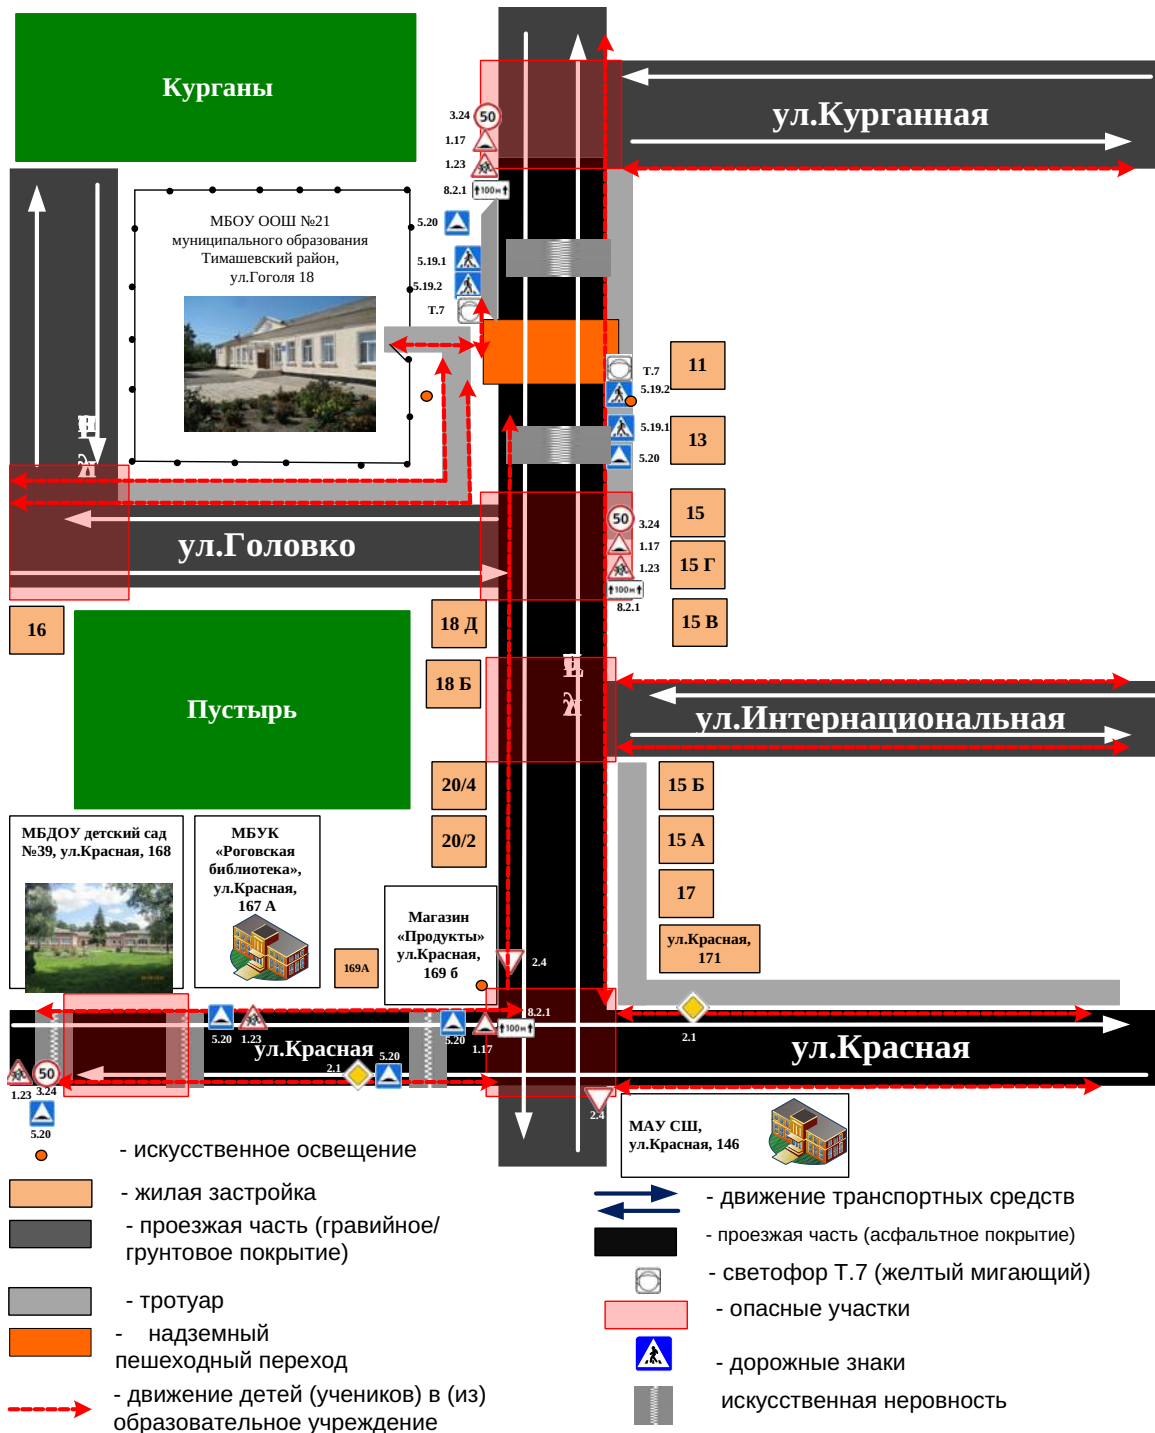 Курганы
ул.Курганная
3.24
50
1.17
1.23
8.2.1
100м
5.20
5.19.1
5.19.2
Т.7
МБОУ ООШ №21
муниципального образования
Тимашевский район,
ул.Гоголя 18
Т.7
11
5.19.2
5.19.1
13
5.20
15
50
3.24
1.17
15 Г
1.23
100м
8.2.1
15 В
ул.Головко
16
18 Д
18 Б
Пустырь
ул.Интернациональная
20/4
20/2
15 Б
15 А
17
ул.Красная,
171
МБДОУ детский сад
№39, ул.Красная, 168
МБУК
«Роговская
библиотека»,
ул.Красная,
167 А
169А
Магазин
«Продукты»
ул.Красная,
169 б
2.4
8.2.1
100м
5.20
1.23
5.20
1.17
2.1
ул.Красная
5.20
2.1
ул.Красная
50
1.23
3.24
5.20
2.4
МАУ СШ,
ул.Красная, 146
- искусственное освещение
- жилая застройка
- проезжая часть (гравийное/
грунтовое покрытие)
- тротуар
- надземный
пешеходный переход
- движение детей (учеников) в (из)
образовательное учреждение
- движение транспортных средств
- проезжая часть (асфальтное покрытие)
- светофор Т.7 (желтый мигающий)
- опасные участки
- дорожные знаки
искусственная неровность